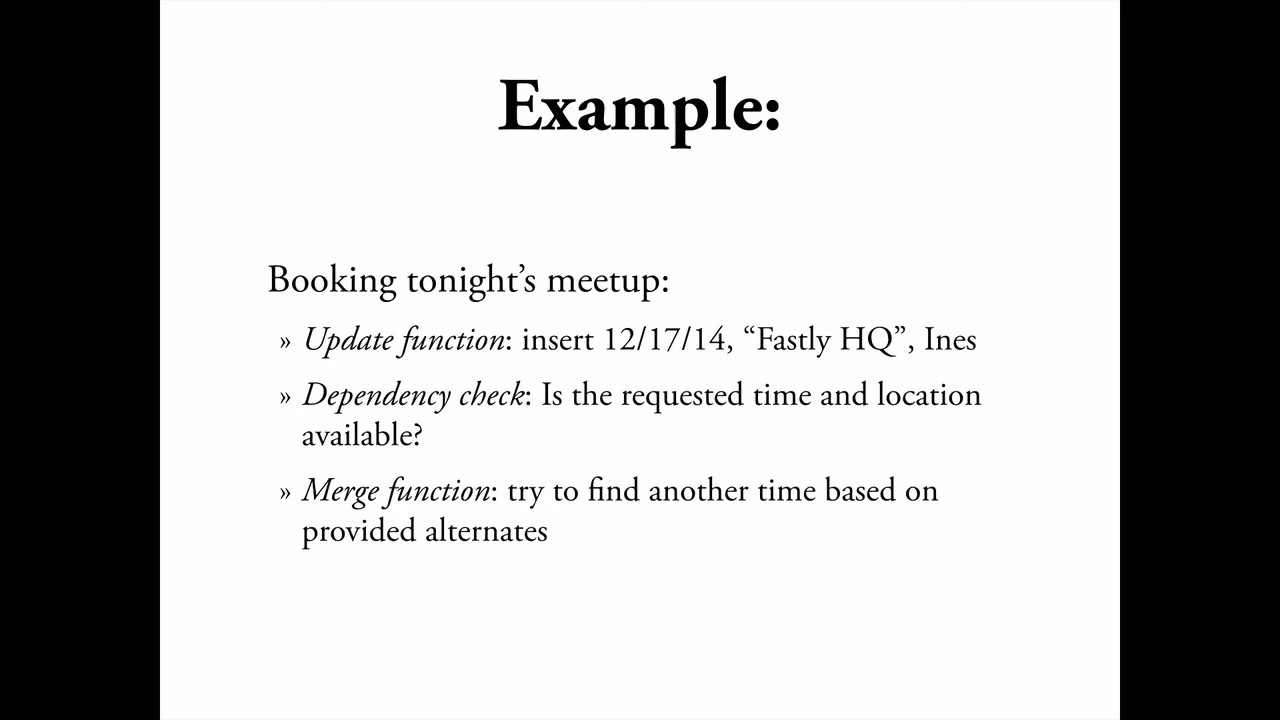 Example:
Booking tonight’s meetup:
» Update function: insert 12/17/14, “Fastly HQ”, Ines
» Dependency check: Is the requested time and location
available?
» Merge function: try to find another time based on
provided alternates